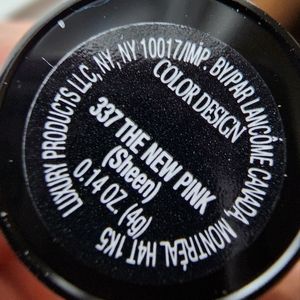 LUXURY PRODUCTS LLC, NY, NY 10017/IMP. BY/PAR LANCÔME CANADA, MONTRÉAL H4T 1K5
COLOR DESIGN
337 THE NEW PINK
(Sheen)
0.14 OZ (4g)